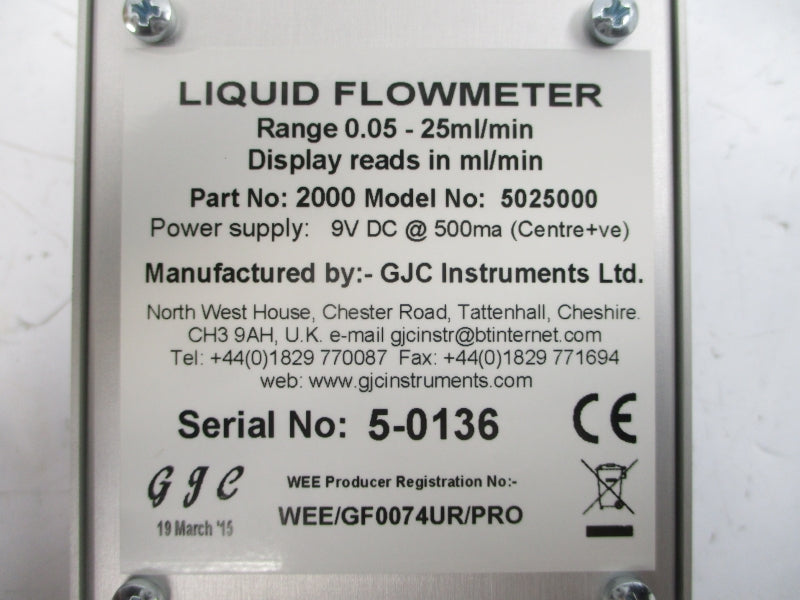 LIQUID FLOWMETER
Range 0.05 - 25ml/min
Display reads in ml/min
Part No: 2000 Model No: 5025000
Power supply: 9V DC @ 500ma (Centre+ve)
Manufactured by:- GJC Instruments Ltd.
North West House, Chester Road, Tattenhall, Cheshire.
CH3 9AH, U.K. e-mail gjcinstr@btinternet.com
Tel: +44(0)1829 770087 Fax: +44(0)1829 771694
web: www.gjcinstruments.com
Serial No: 5-0136
CE
GJC
19 March '15
WEE Producer Registration No:-
WEE/GF0074UR/PRO